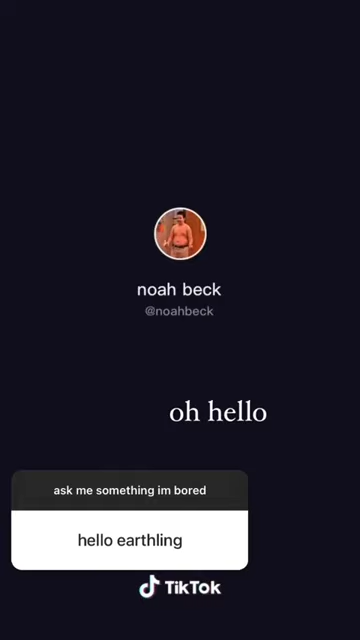 noah beck
@noahbeck
oh hello
ask me something im bored
hello earthling
TikTok